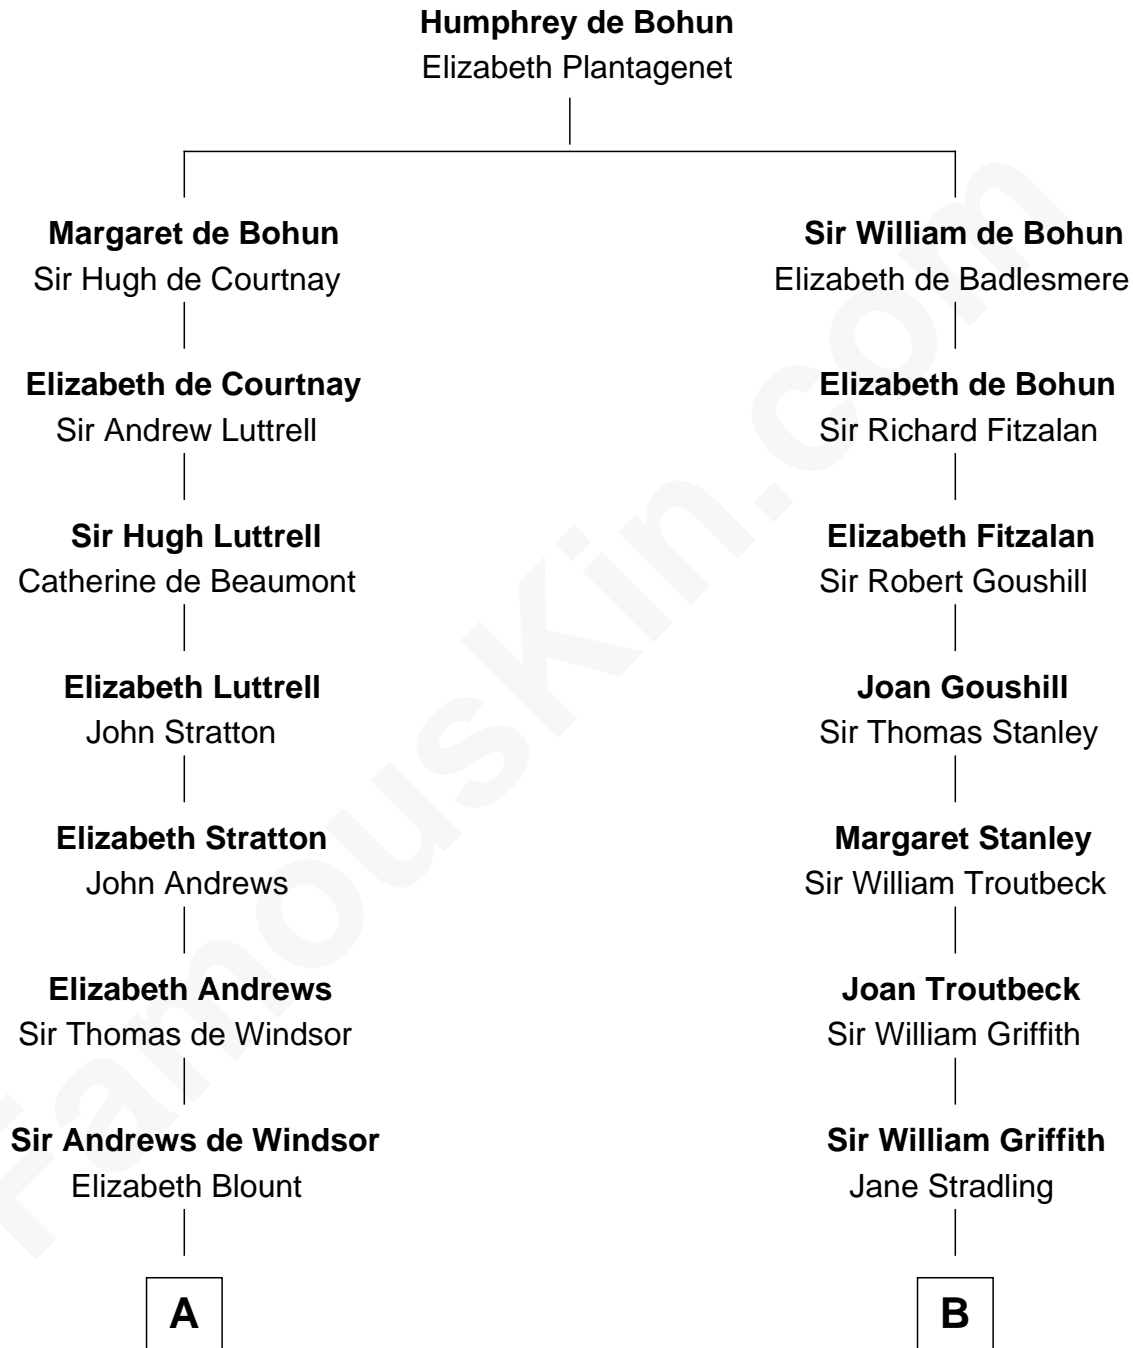 Humphrey de Bohun
Elizabeth Plantagenet
Margaret de Bohun
Sir Hugh de Courtnay
Sir William de Bohun
Elizabeth de Badlesmere
Elizabeth de Courtnay
Sir Andrew Luttrell
Elizabeth de Bohun
Sir Richard Fitzalan
Sir Hugh Luttrell
Catherine de Beaumont
Elizabeth Fitzalan
Sir Robert Goushill
Elizabeth Luttrell
John Stratton
Joan Goushill
Sir Thomas Stanley
Elizabeth Stratton
John Andrews
Margaret Stanley
Sir William Troutbeck
Elizabeth Andrews
Sir Thomas de Windsor
Joan Troutbeck
Sir William Griffith
Sir Andrews de Windsor
Elizabeth Blount
Sir William Griffith
Jane Stradling
A
B
FamousKin.com